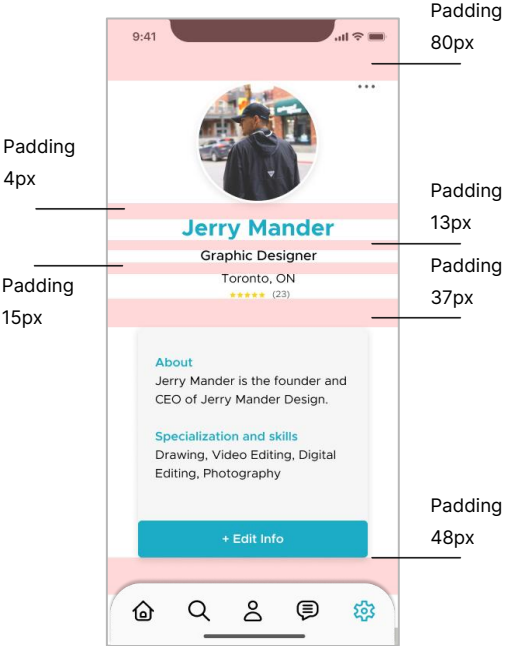 Padding
80px
9:41
Padding
4px
Padding
13px
Jerry Mander
Graphic Designer
Padding
37px
Toronto, ON
(23)
Padding
15px
About
Jerry Mander is the founder and
CEO of Jerry Mander Design.
Specialization and skills
Drawing, Video Editing, Digital
Editing, Photography
Padding
48px
+ Edit Info